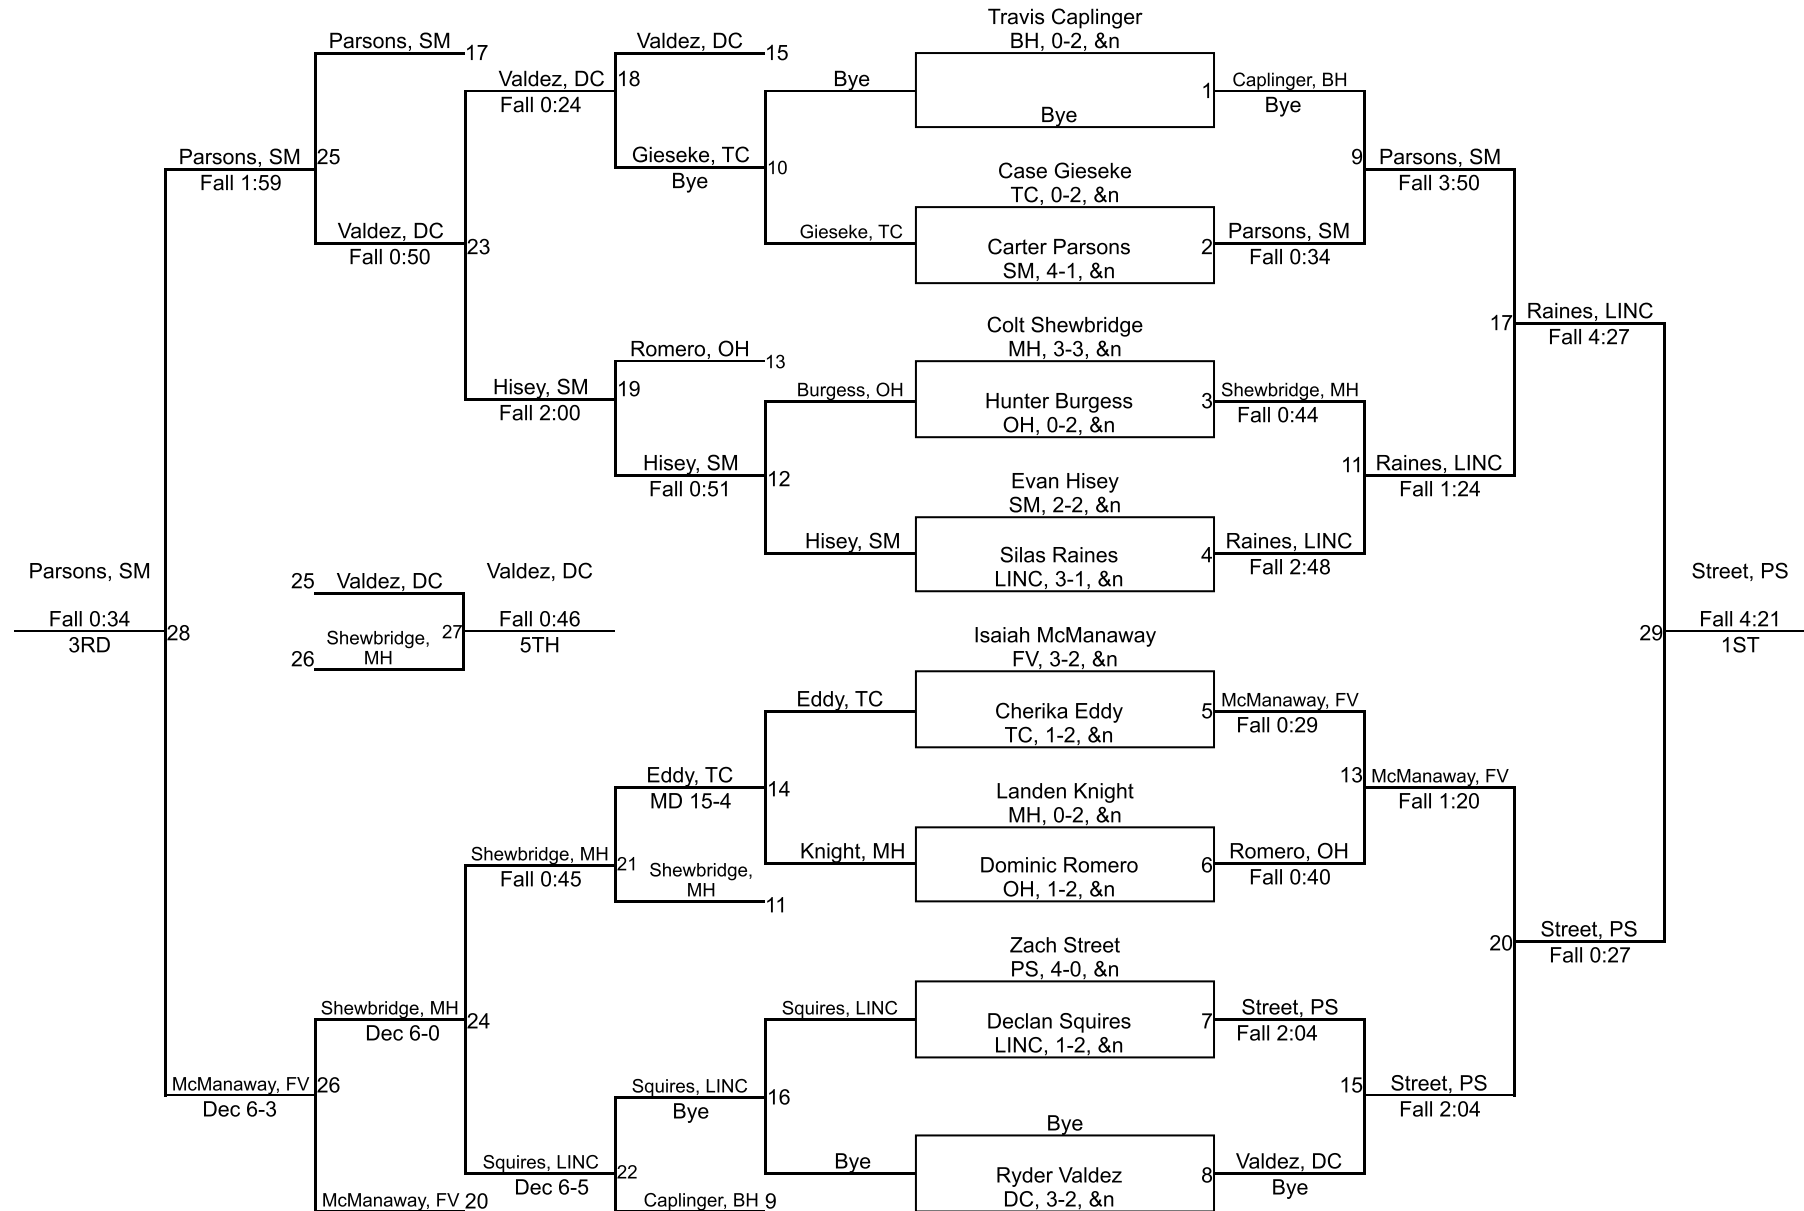 Travis Caplinger
BH, 0-2, &n
Parsons, SM
17
Valdez, DC
15
Valdez, DC
18
Fall 0:24
Bye
1
Caplinger, BH
Bye
Bye
Parsons, SM
25
Fall 1:59
Gieseke, TC
10
Bye
Case Gieseke
TC, 0-2, &n
9
Parsons, SM
Fall 3:50
Valdez, DC
23
Fall 0:50
Gieseke, TC
Carter Parsons
SM, 4-1, &n
2
Parsons, SM
Fall 0:34
Colt Shewbridge
MH, 3-3, &n
17
Raines, LINC
Fall 4:27
Romero, OH
13
Hisey, SM
19
Fall 2:00
Burgess, OH
Hunter Burgess
OH, 0-2, &n
3
Shewbridge, MH
Fall 0:44
Hisey, SM
12
Fall 0:51
Evan Hisey
SM, 2-2, &n
11
Raines, LINC
Fall 1:24
Hisey, SM
Silas Raines
LINC, 3-1, &n
4
Raines, LINC
Fall 2:48
Parsons, SM
Fall 0:34
3RD
28
25
Valdez, DC
26
Shewbridge,
MH
27
Valdez, DC
Fall 0:46
5TH
Street, PS
29
Fall 4:21
1ST
Isaiah McManaway
FV, 3-2, &n
Eddy, TC
Cherika Eddy
TC, 1-2, &n
5
McManaway, FV
Fall 0:29
Eddy, TC
14
MD 15-4
Landen Knight
MH, 0-2, &n
13
McManaway, FV
Fall 1:20
Shewbridge, MH
21
Fall 0:45
Shewbridge,
MH
11
Knight, MH
Dominic Romero
OH, 1-2, &n
6
Romero, OH
Fall 0:40
Zach Street
PS, 4-0, &n
20
Street, PS
Fall 0:27
Shewbridge, MH
24
Dec 6-0
Squires, LINC
Declan Squires
LINC, 1-2, &n
7
Street, PS
Fall 2:04
McManaway, FV
26
Dec 6-3
Squires, LINC
16
Bye
15
Street, PS
Fall 2:04
Bye
Squires, LINC
22
Dec 6-5
Bye
Ryder Valdez
DC, 3-2, &n
8
Valdez, DC
Bye
McManaway, FV
20
Caplinger, BH
9